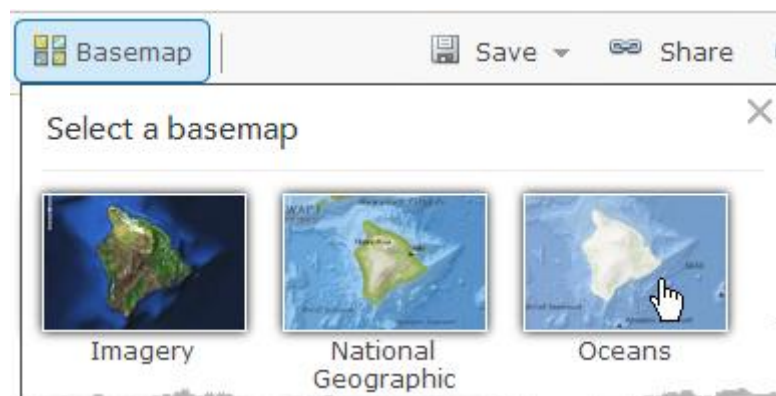 Basemap
Save
Share
Select a basemap
Imagery
National
Geographic
Oceans